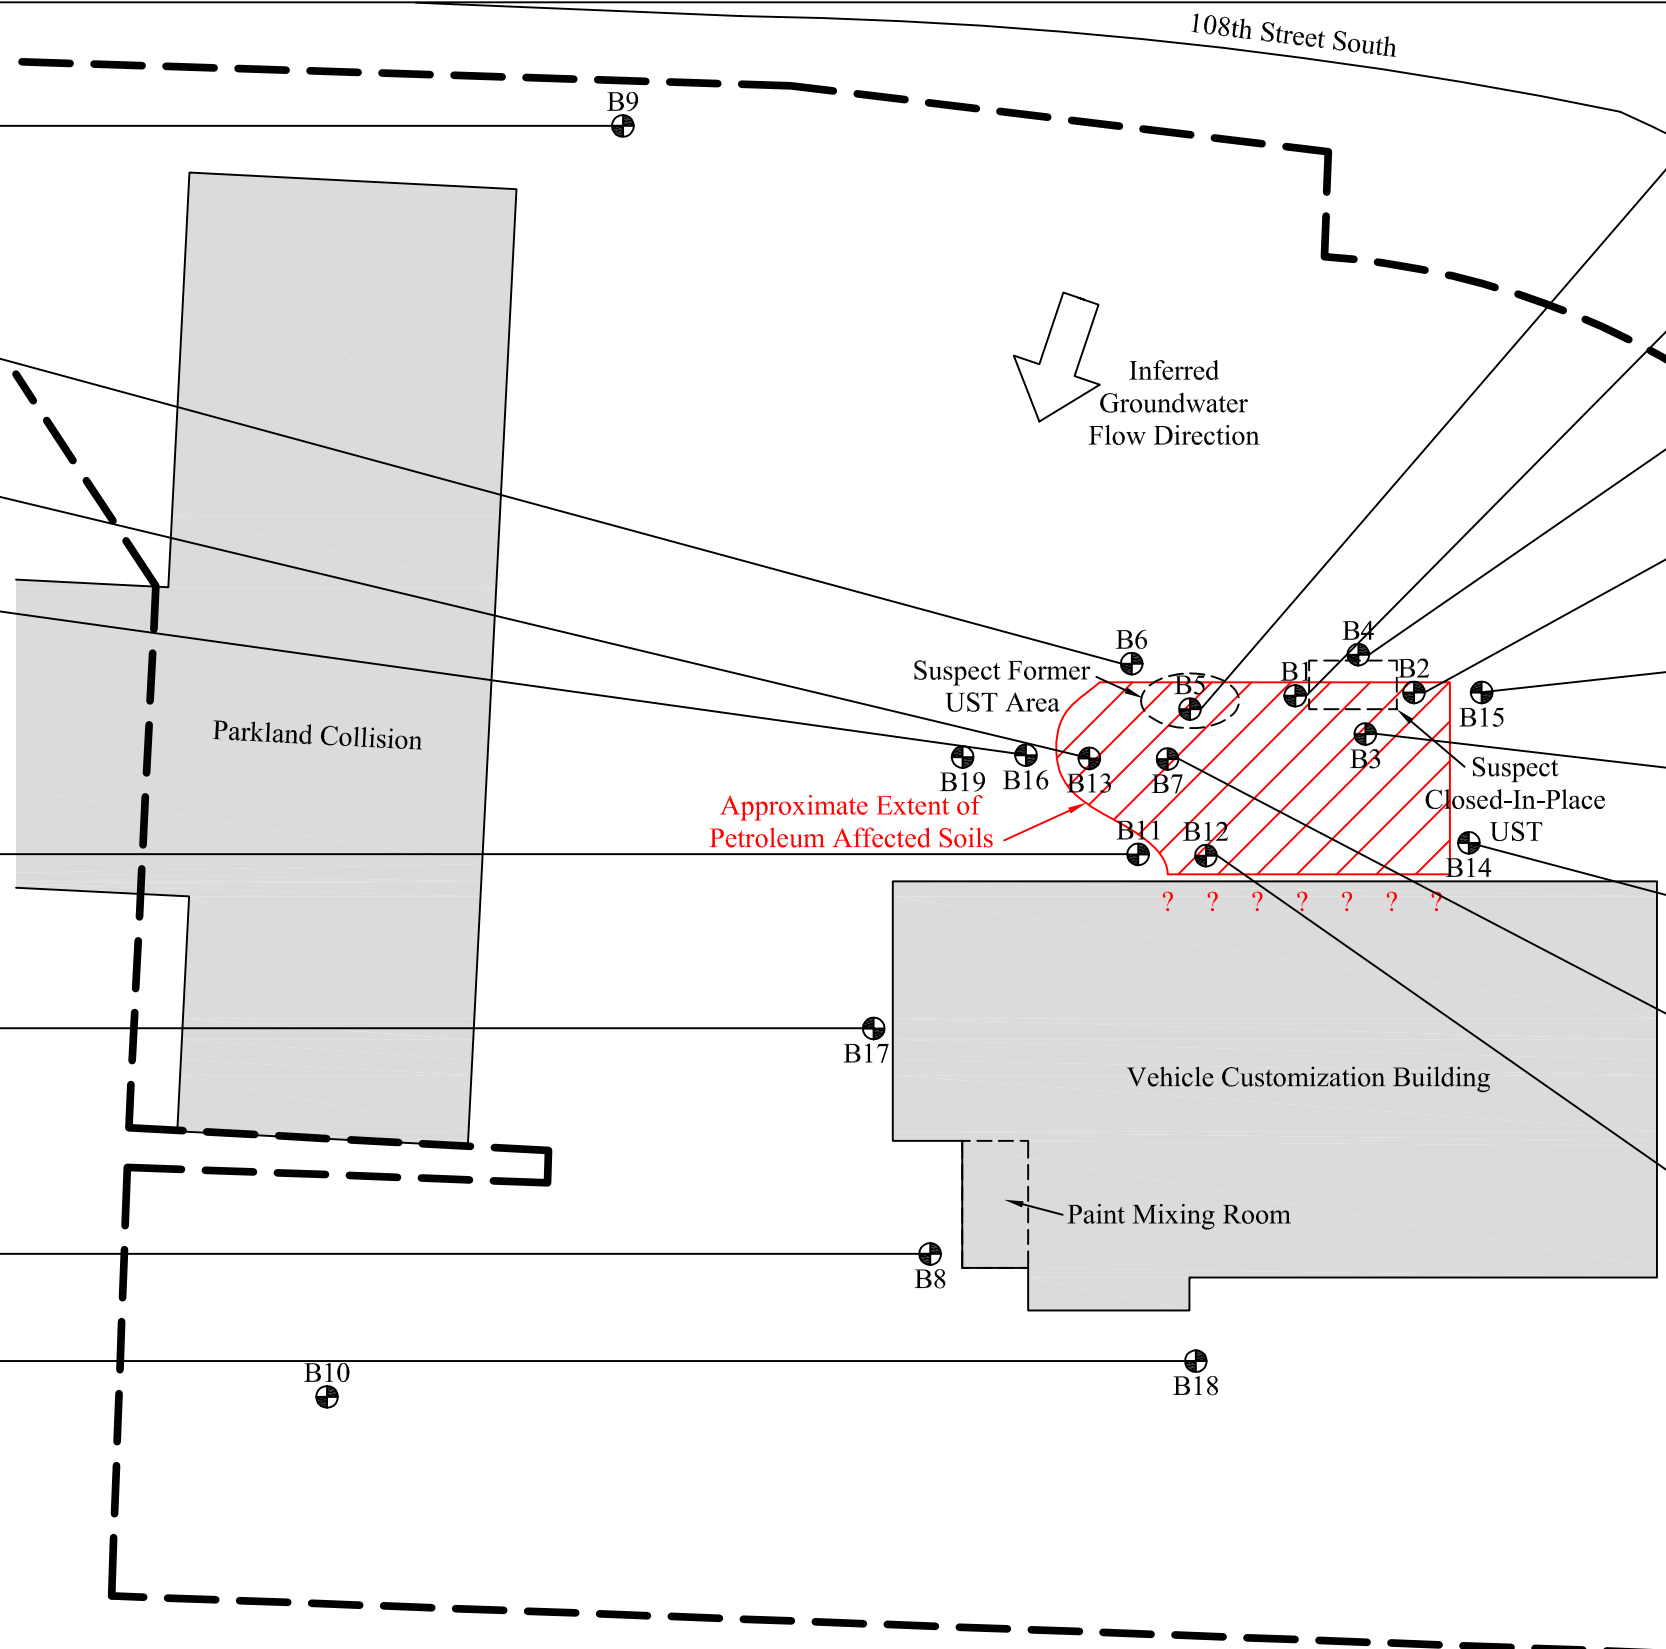 108th Street South
B9
Inferred
Groundwater
Flow Direction
B6
B4
Suspect Former
UST Area
B5
B1
B2
B15
Parkland Collision
B3
B19
B16
B13
B7
Suspect
Closed-In-Place
UST
Approximate Extent of
Petroleum Affected Soils
B11
B12
B14
? ? ? ? ? ? ?
B17
Vehicle Customization Building
Paint Mixing Room
B8
B10
B18